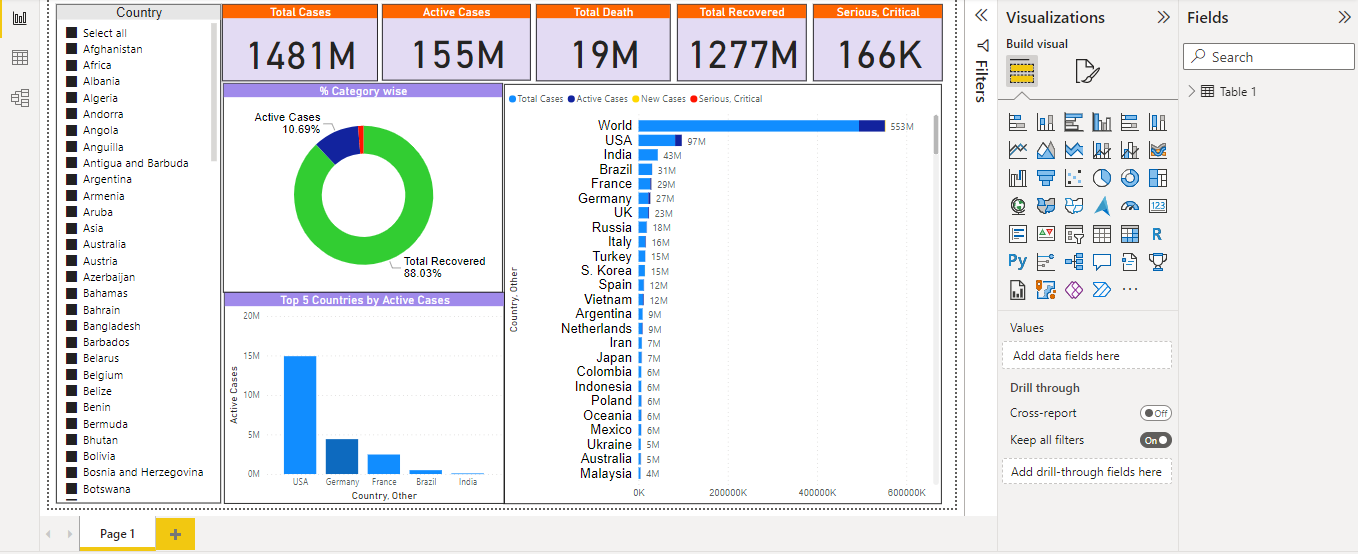 Country
Select all
Afghanistan
Africa
Albania
Algeria
Andorra
Angola
Anguilla
Antigua and Barbuda
Argentina
Armenia
Aruba
Asia
Australia
Austria
Azerbaijan
Bahamas
Bahrain
Bangladesh
Barbados
Belarus
Belgium
Belize
Benin
Bermuda
Bhutan
Bolivia
Bosnia and Herzegovina
Botswana
Total Cases
1481M
Active Cases
155M
Total Death
19M
Total Recovered
1277M
Serious, Critical
166K
% Category wise
Active Cases
10.69%
Total Recovered
88.03%
Top 5 Countries by Active Cases
Active Cases
20M
15M
10M
5M
0M
USA Germany France Brazil India
Country, Other
Total Cases Active Cases New Cases Serious, Critical
Country, Other
World 553M
USA 97M
India 43M
Brazil 31M
France 29M
Germany 27M
UK 23M
Russia 18M
Italy 16M
Turkey 15M
S. Korea 15M
Spain 12M
Vietnam 12M
Argentina 9M
Netherlands 9M
Iran 7M
Japan 7M
Colombia 6M
Indonesia 6M
Poland 6M
Oceania 6M
Mexico 6M
Ukraine 5M
Australia 5M
Malaysia 4M
0K 200000K 400000K 600000K
Page 1
Filters
Visualizations
Build visual
123
R
Py
Values
Add data fields here
Drill through
Cross-report Off
Keep all filters On
Add drill-through fields here
Fields
Search
Table 1